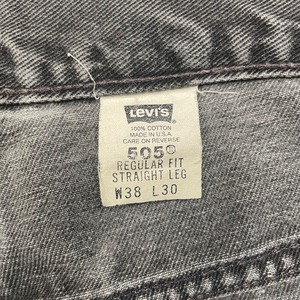 Levi's
100% COTTON
MADE IN U.S.A.
CARE ON REVERSE
505®
REGULAR FIT
STRAIGHT LEG
W38 L30